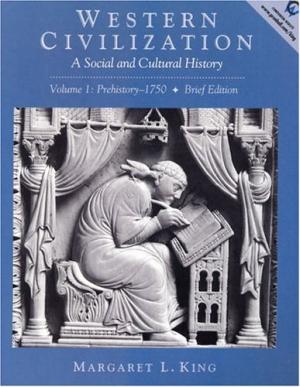 WESTERN
CIVILIZATION
A Social and Cultural History
Volume 1: Prehistory–1750 ✦ Brief Edition
MARGARET L. KING